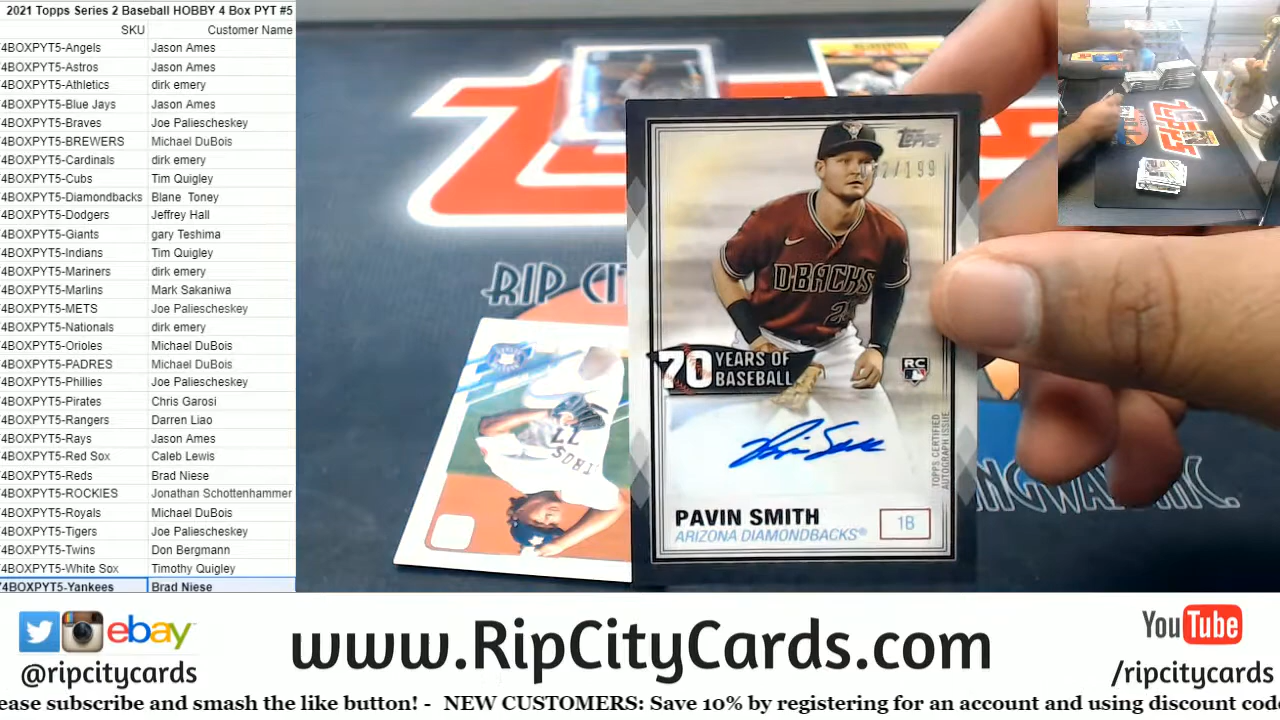 2021 Topps Series 2 Baseball HOBBY 4 Box PYT #5
SKU Customer Name
4BOXPYT5-Angels Jason Ames
4BOXPYT5-Astros Jason Ames
4BOXPYT5-Athletics dirk emery
4BOXPYT5-Blue Jays Jason Ames
4BOXPYT5-Braves Joe Paliescheskey
4BOXPYT5-BREWERS Michael DuBois
4BOXPYT5-Cardinals dirk emery
4BOXPYT5-Cubs Tim Quigley
4BOXPYT5-Diamondbacks Blane Toney
4BOXPYT5-Dodgers Jeffrey Hall
4BOXPYT5-Giants gary Teshima
4BOXPYT5-Indians Tim Quigley
4BOXPYT5-Mariners dirk emery
4BOXPYT5-Marlins Mark Sakaniwa
4BOXPYT5-METS Joe Paliescheskey
4BOXPYT5-Nationals dirk emery
4BOXPYT5-Orioles Michael DuBois
4BOXPYT5-PADRES Michael DuBois
4BOXPYT5-Phillies Joe Paliescheskey
4BOXPYT5-Pirates Chris Garosi
4BOXPYT5-Rangers Darren Liao
4BOXPYT5-Rays Jason Ames
4BOXPYT5-Red Sox Caleb Lewis
4BOXPYT5-Reds Brad Niese
4BOXPYT5-ROCKIES Jonathan Schottenhammer
4BOXPYT5-Royals Michael DuBois
4BOXPYT5-Tigers Joe Paliescheskey
4BOXPYT5-Twins Don Bergmann
4BOXPYT5-White Sox Timothy Quigley
4BOXPYT5-Yankees Brad Niese
RIP CI
TOPPS
/199
D·BACKS
70 YEARS OF
BASEBALL
RC
TOPPS CERTIFIED
AUTOGRAPH ISSUE
PAVIN SMITH
ARIZONA DIAMONDBACKS®
1B
TROS
77
ebay
@ripcitycards
www.RipCityCards.com
YouTube
/ripcitycards
ease subscribe and smash the like button! - NEW CUSTOMERS: Save 10% by registering for an account and using discount cod